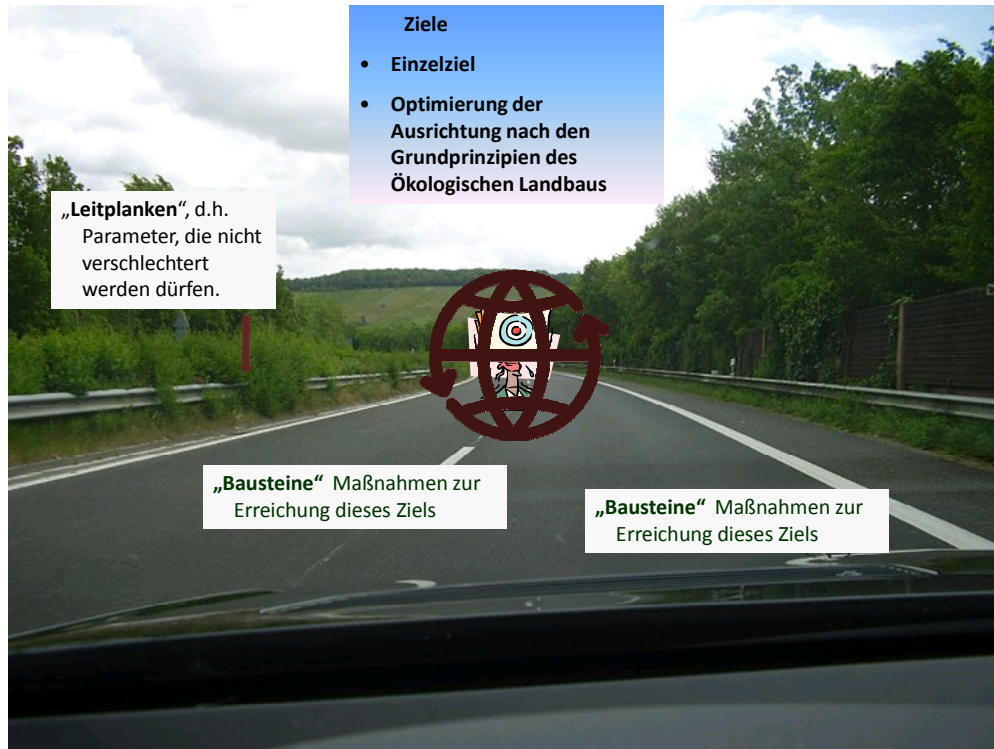 Ziele
• Einzelziel
• Optimierung der
Ausrichtung nach den
Grundprinzipien des
Ökologischen Landbaus
„Leitplanken“, d.h.
Parameter, die nicht
verschlechtert
werden dürfen.
„Bausteine“ Maßnahmen zur
Erreichung dieses Ziels
„Bausteine“ Maßnahmen zur
Erreichung dieses Ziels